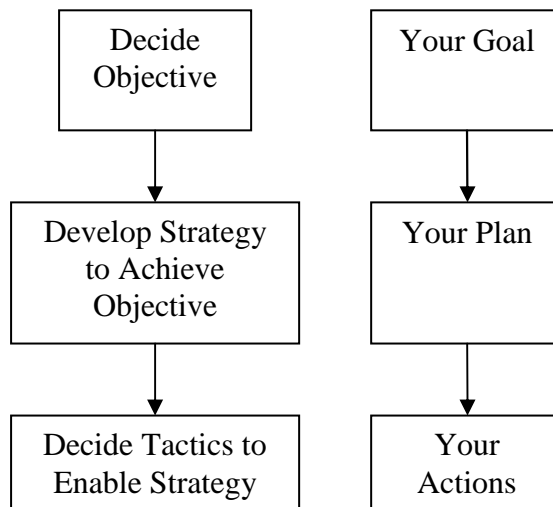 Decide
Objective
Your Goal
Develop Strategy
to Achieve
Objective
Your Plan
Decide Tactics to
Enable Strategy
Your
Actions